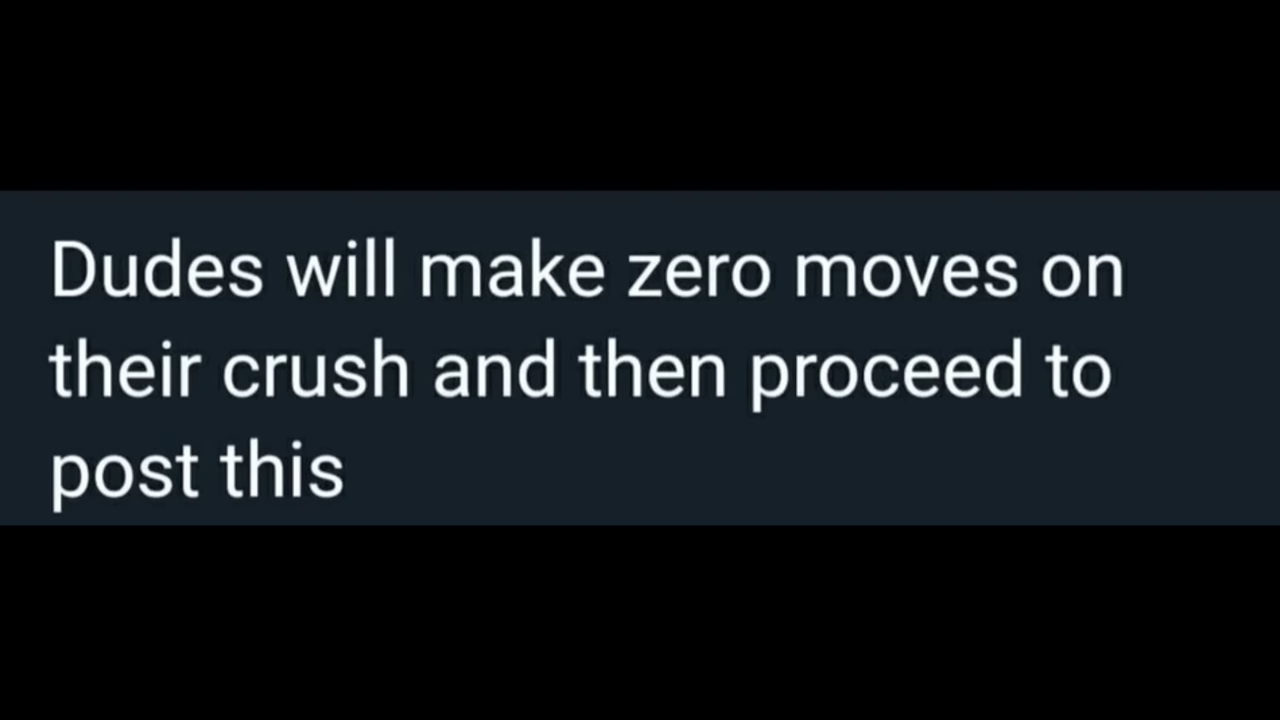 Dudes will make zero moves on
their crush and then proceed to
post this